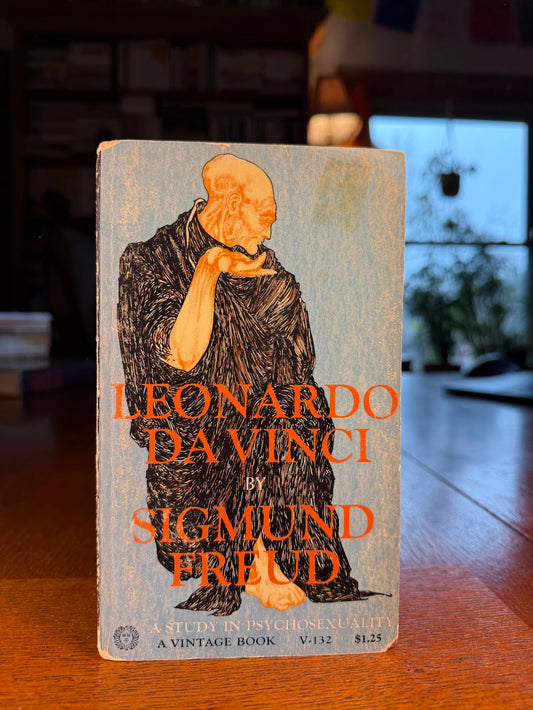 LEONARDO
DA VINCI
BY
SIGMUND
FREUD
A STUDY IN PSYCHOSEXUALITY
A VINTAGE BOOK V-132 $1.25